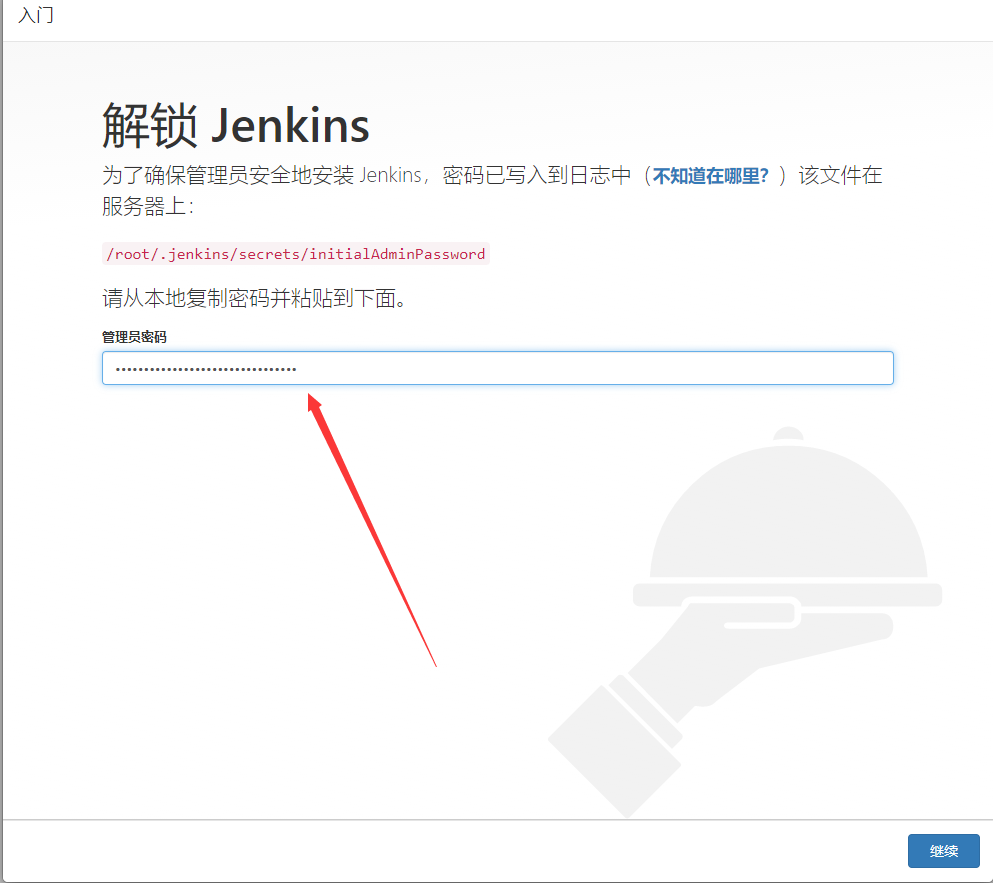 入门
解锁 Jenkins
为了确保管理员安全地安装 Jenkins，密码已写入到日志中（不知道在哪里？）该文件在
服务器上：
/root/.jenkins/secrets/initialAdminPassword
请从本地复制密码并粘贴到下面。
管理员密码
••••••••••••••••••••••••••••••••
继续